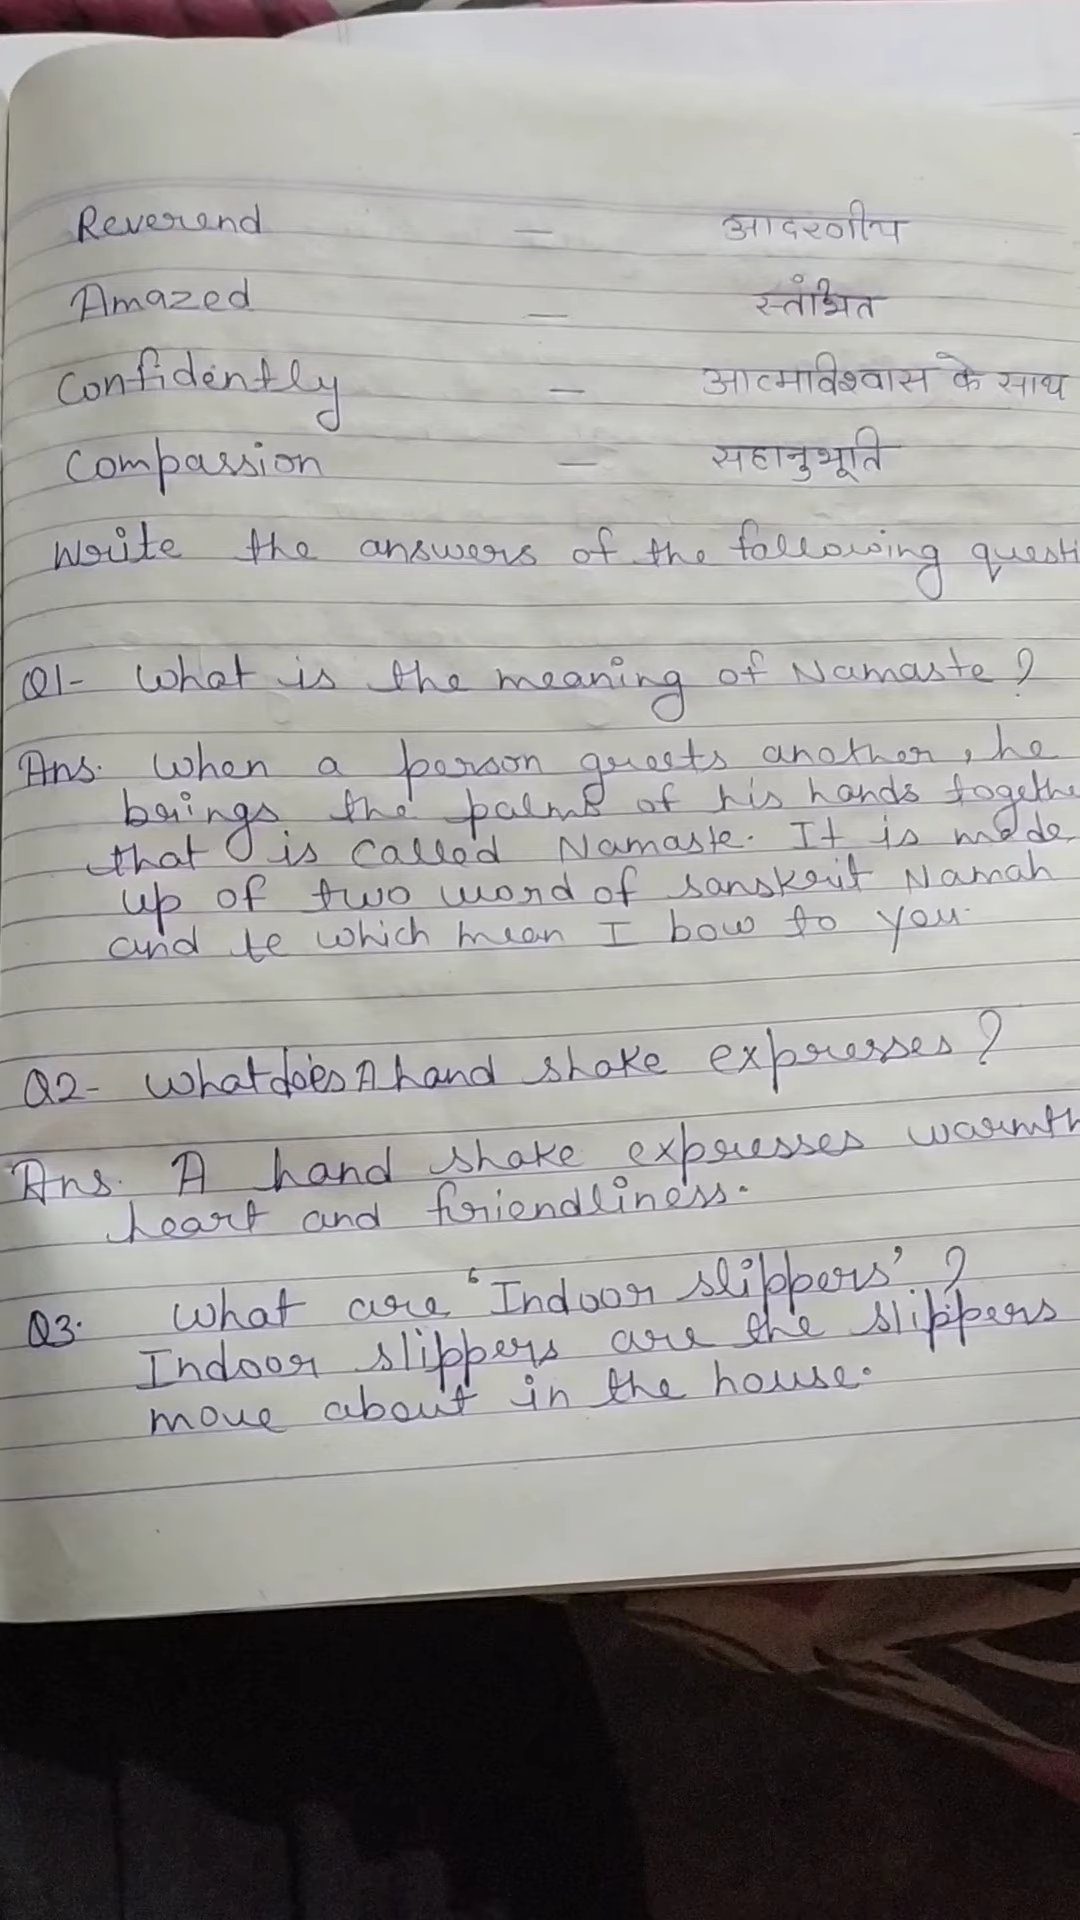 Reverend — आदरणीय
Amazed — स्तंभित
Confidently — आत्मविश्वास के साथ
Compassion — सहानुभूति
Write the answers of the following questi
Q1- What is the meaning of Namaste?
Ans. When a person greets another, he
brings the palms of his hands togethe
that is called Namaste. It is made
up of two word of sanskrit Namah
and te which mean I bow to you.
Q2- What does A hand shake expresses?
Ans. A hand shake expresses warmth
heart and friendliness.
Q3. What are 'Indoor slippers'?
Indoor slippers are the slippers
move about in the house.